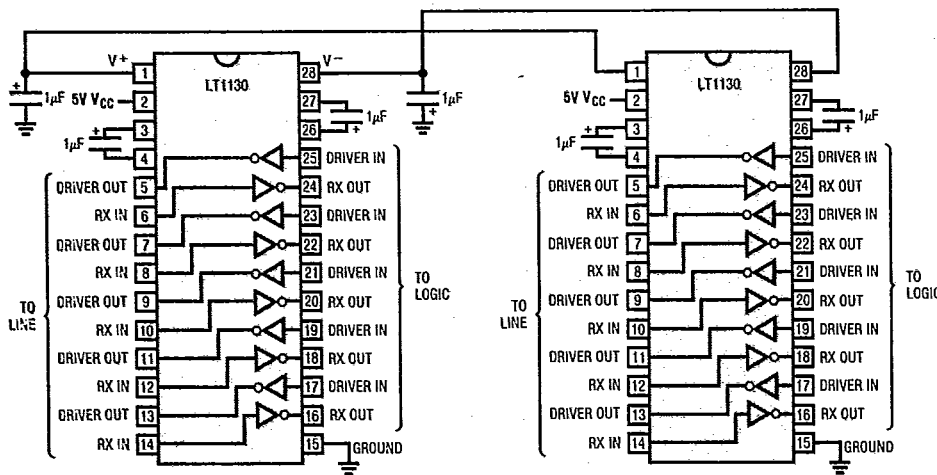 V+
1
LT1130
28
V−
+
1μF
5V VCC
2
27
+
1μF
+
1μF
3
26
+
1μF
4
25
DRIVER IN
DRIVER OUT
5
24
RX OUT
RX IN
6
23
DRIVER IN
DRIVER OUT
7
22
RX OUT
RX IN
8
21
DRIVER IN
TO
LINE
DRIVER OUT
9
20
RX OUT
TO
LOGIC
RX IN
10
19
DRIVER IN
DRIVER OUT
11
18
RX OUT
RX IN
12
17
DRIVER IN
DRIVER OUT
13
16
RX OUT
RX IN
14
15
GROUND
1
LT1130
28
5V VCC
2
27
+
1μF
+
1μF
3
26
4
25
DRIVER IN
DRIVER OUT
5
24
RX OUT
RX IN
6
23
DRIVER IN
DRIVER OUT
7
22
RX OUT
RX IN
8
21
DRIVER IN
TO
LINE
DRIVER OUT
9
20
RX OUT
TO
LOGIC
RX IN
10
19
DRIVER IN
DRIVER OUT
11
18
RX OUT
RX IN
12
17
DRIVER IN
DRIVER OUT
13
16
RX OUT
RX IN
14
15
GROUND